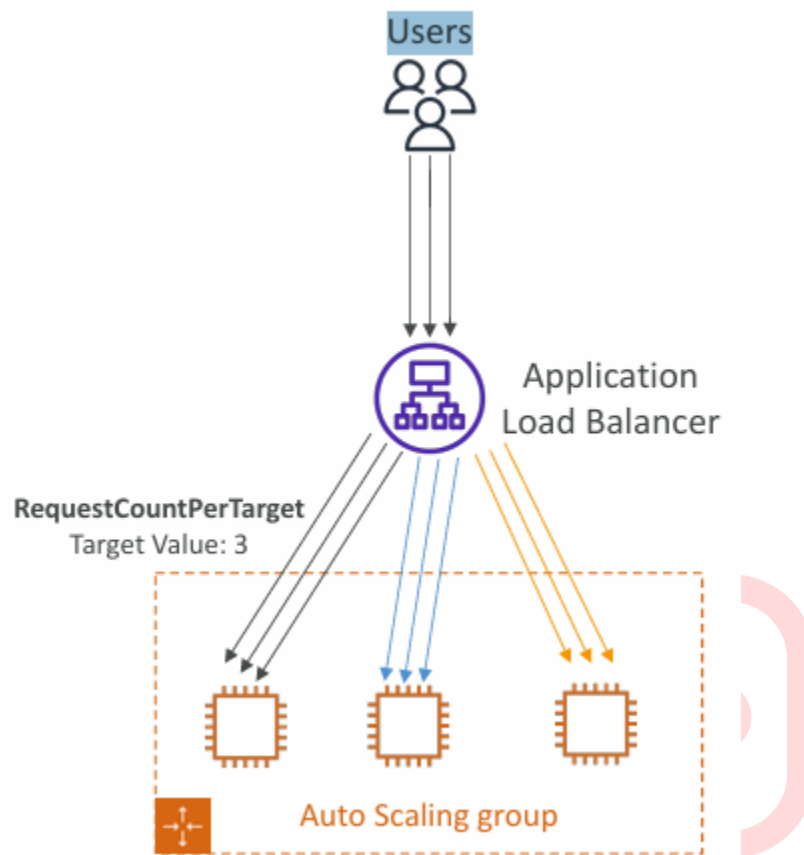 Users
Application
Load Balancer
RequestCountPerTarget
Target Value: 3
Auto Scaling group